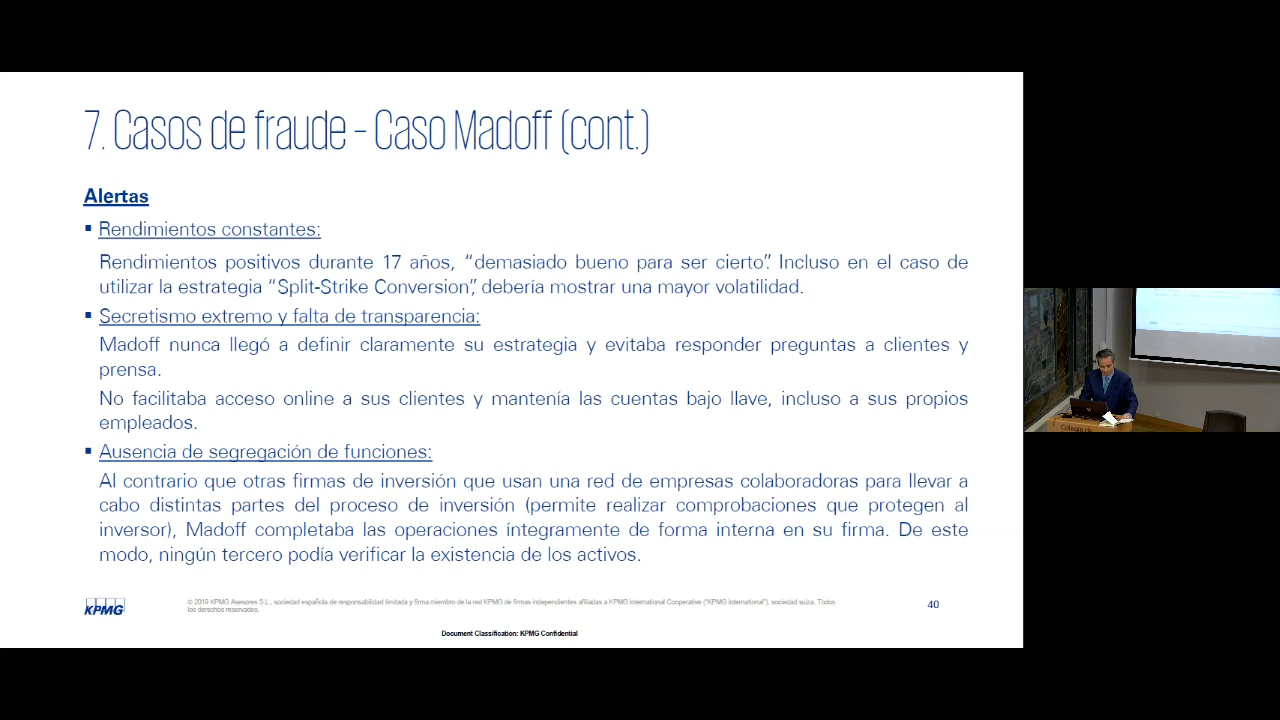 7. Casos de fraude – Caso Madoff (cont.)
Alertas
▪ Rendimientos constantes:
Rendimientos positivos durante 17 años, “demasiado bueno para ser cierto”. Incluso en el caso de
utilizar la estrategia “Split-Strike Conversion”, debería mostrar una mayor volatilidad.
▪ Secretismo extremo y falta de transparencia:
Madoff nunca llegó a definir claramente su estrategia y evitaba responder preguntas a clientes y
prensa.
No facilitaba acceso online a sus clientes y mantenía las cuentas bajo llave, incluso a sus propios
empleados.
▪ Ausencia de segregación de funciones:
Al contrario que otras firmas de inversión que usan una red de empresas colaboradoras para llevar a
cabo distintas partes del proceso de inversión (permite realizar comprobaciones que protegen al
inversor), Madoff completaba las operaciones íntegramente de forma interna en su firma. De este
modo, ningún tercero podía verificar la existencia de los activos.
KPMG
© 2019 KPMG Asesores S.L., sociedad española de responsabilidad limitada y firma miembro de la red KPMG de firmas independientes afiliadas a KPMG International Cooperative (“KPMG International”), sociedad suiza. Todos
los derechos reservados.
40
Document Classification: KPMG Confidential
Colegio de